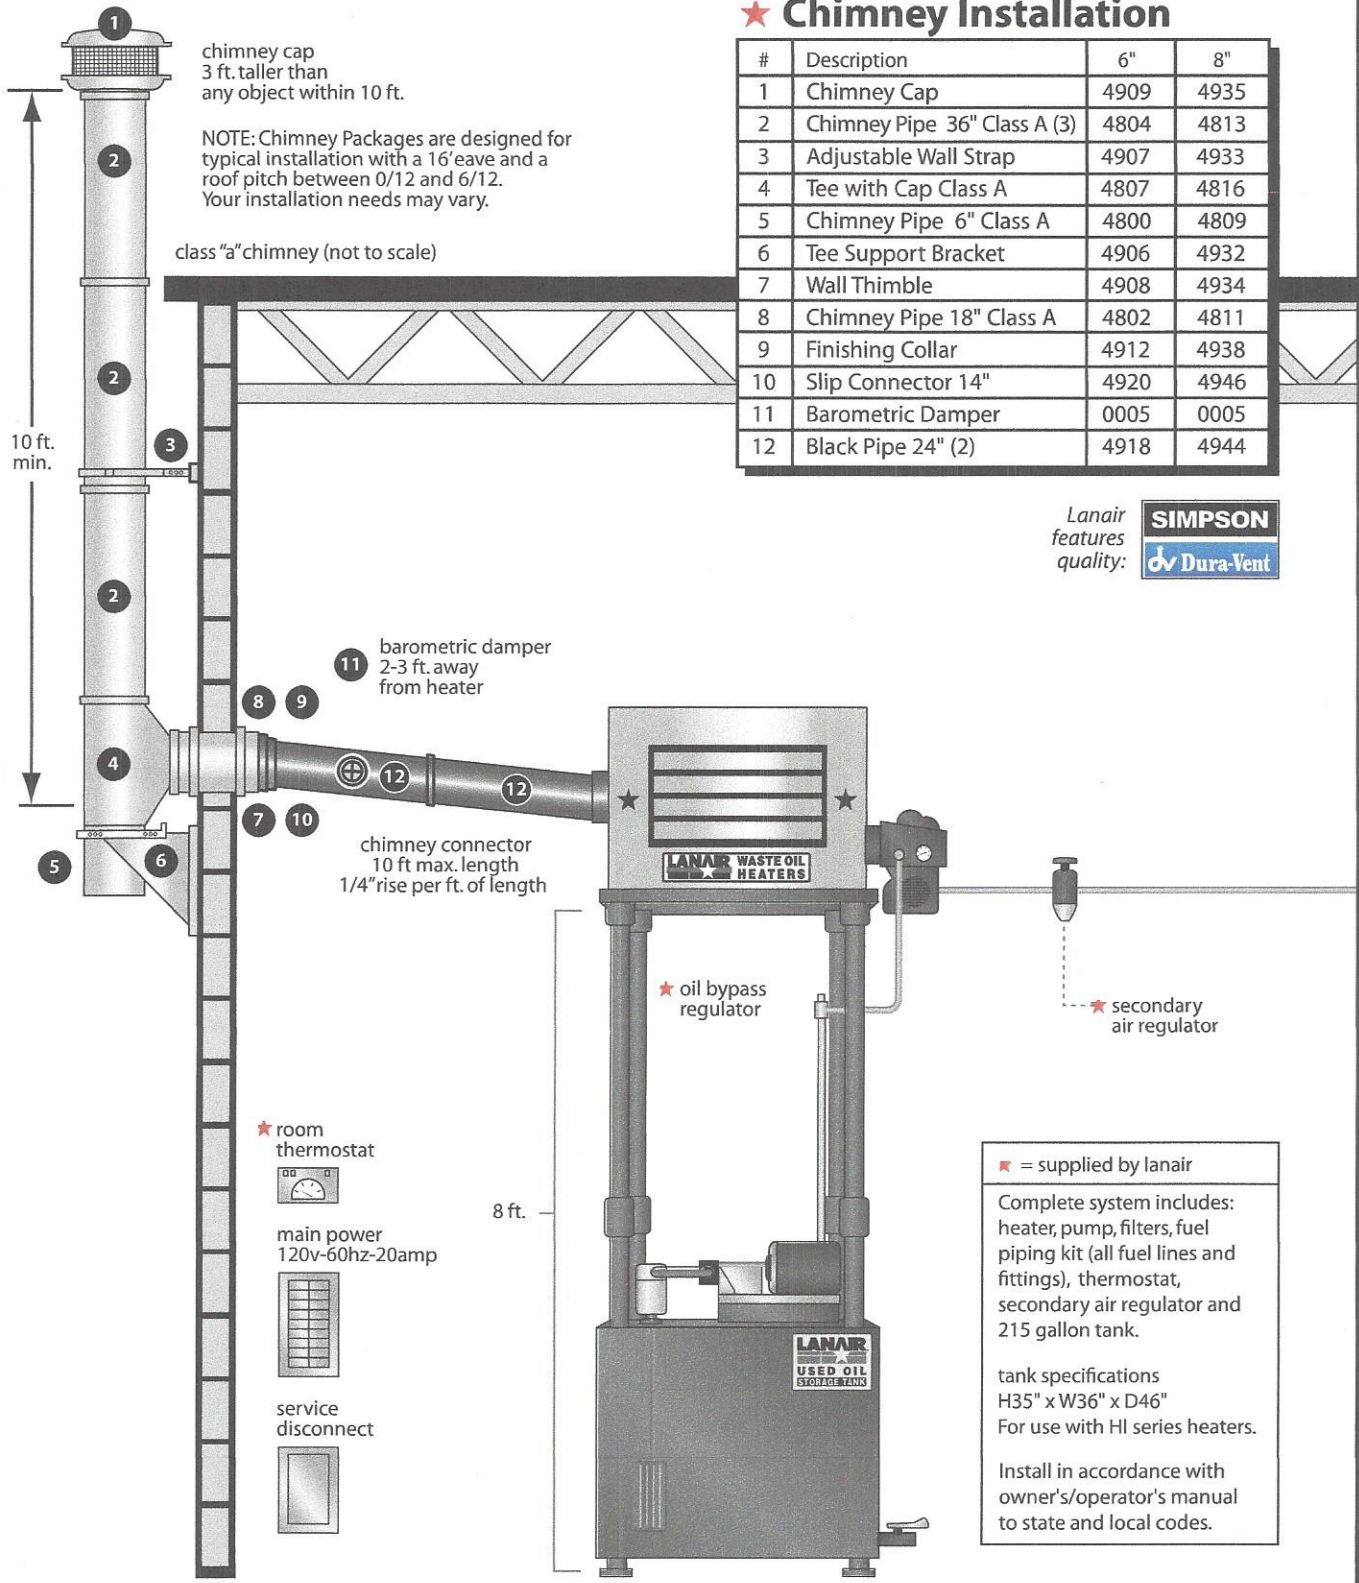 ★ Chimney Installation
# Description 6" 8"
1 Chimney Cap 4909 4935
2 Chimney Pipe 36" Class A (3) 4804 4813
3 Adjustable Wall Strap 4907 4933
4 Tee with Cap Class A 4807 4816
5 Chimney Pipe 6" Class A 4800 4809
6 Tee Support Bracket 4906 4932
7 Wall Thimble 4908 4934
8 Chimney Pipe 18" Class A 4802 4811
9 Finishing Collar 4912 4938
10 Slip Connector 14" 4920 4946
11 Barometric Damper 0005 0005
12 Black Pipe 24" (2) 4918 4944
1
chimney cap
3 ft. taller than
any object within 10 ft.
NOTE: Chimney Packages are designed for
typical installation with a 16' eave and a
roof pitch between 0/12 and 6/12.
Your installation needs may vary.
class "a" chimney (not to scale)
2
2
10 ft.
min.
3
2
Lanair
features
quality:
SIMPSON
dv Dura-Vent
11
barometric damper
2-3 ft. away
from heater
8 9
4
12 12
7 10
5
6
chimney connector
10 ft max. length
1/4" rise per ft. of length
LANAIR WASTE OIL
HEATERS
★ oil bypass
regulator
★ secondary
air regulator
★ room
thermostat
main power
120v-60hz-20amp
service
disconnect
8 ft.
LANAIR
USED OIL
STORAGE TANK
★ = supplied by lanair
Complete system includes:
heater, pump, filters, fuel
piping kit (all fuel lines and
fittings), thermostat,
secondary air regulator and
215 gallon tank.
tank specifications
H35" x W36" x D46"
For use with HI series heaters.
Install in accordance with
owner's/operator's manual
to state and local codes.